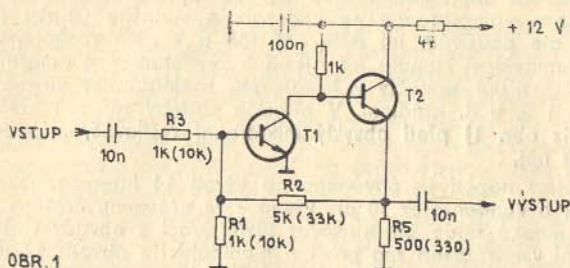 + 12 V
100n
47
1k
T2
T1
R3
VSTUP
10n
1k(10k)
R2
5k(33k)
10n
VÝSTUP
R1
1k(10k)
R5
500(330)
OBR.1